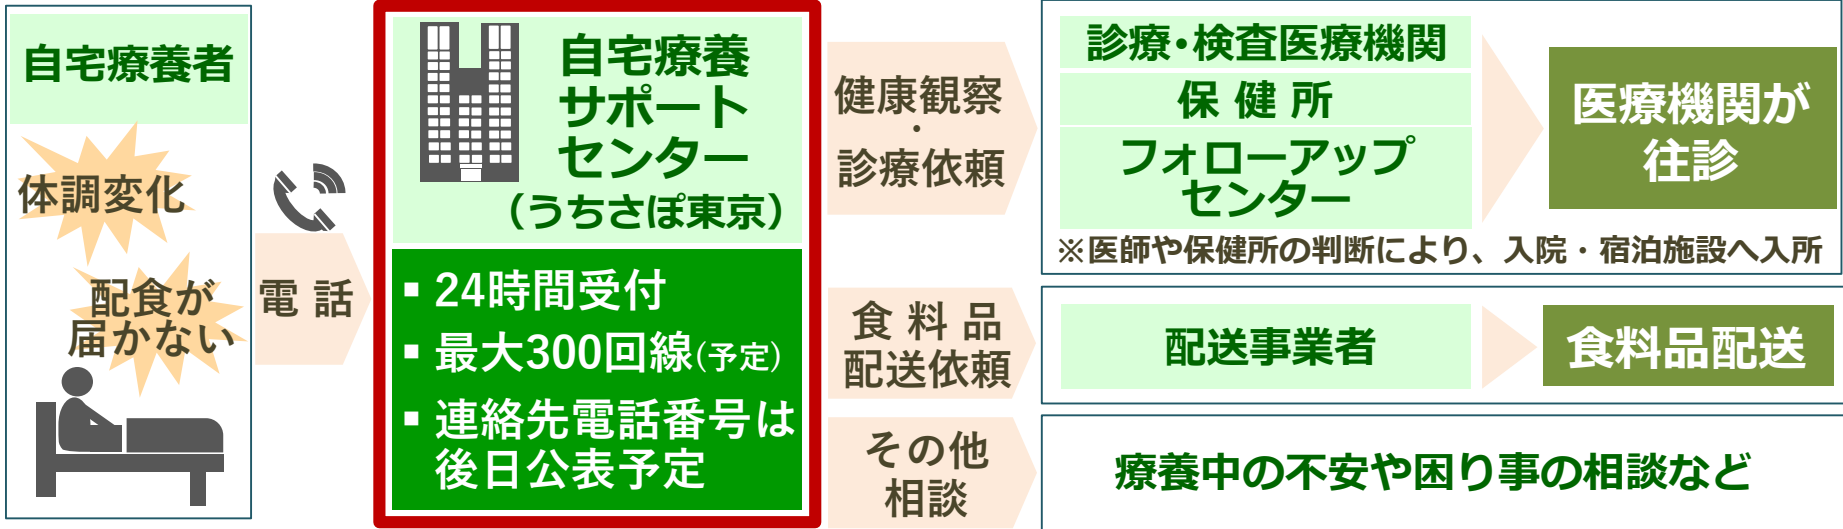 自宅療養者
体調変化
配食が
届かない
電 話
自宅療養
サポート
センター
（うちさぽ東京）
▪ 24時間受付
▪ 最大300回線(予定)
▪ 連絡先電話番号は
後日公表予定
健康観察
・
診療依頼
診療・検査医療機関
保 健 所
フォローアップ
センター
医療機関が
往診
※医師や保健所の判断により、入院・宿泊施設へ入所
食 料 品
配送依頼
配送事業者
食料品配送
その他
相談
療養中の不安や困り事の相談など